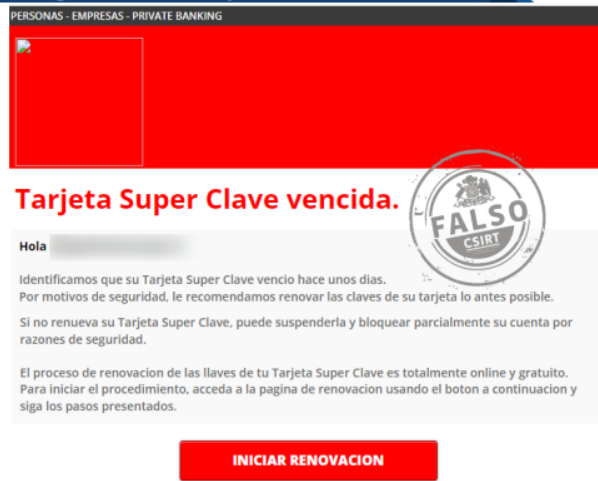 PERSONAS - EMPRESAS - PRIVATE BANKING
Tarjeta Super Clave vencida.
FALSO
CSIRT
Hola
Identificamos que su Tarjeta Super Clave vencio hace unos dias.
Por motivos de seguridad, le recomendamos renovar las claves de su tarjeta lo antes posible.
Si no renueva su Tarjeta Super Clave, puede suspenderla y bloquear parcialmente su cuenta por
razones de seguridad.
El proceso de renovacion de las llaves de tu Tarjeta Super Clave es totalmente online y gratuito.
Para iniciar el procedimiento, acceda a la pagina de renovacion usando el boton a continuacion y
siga los pasos presentados.
INICIAR RENOVACION